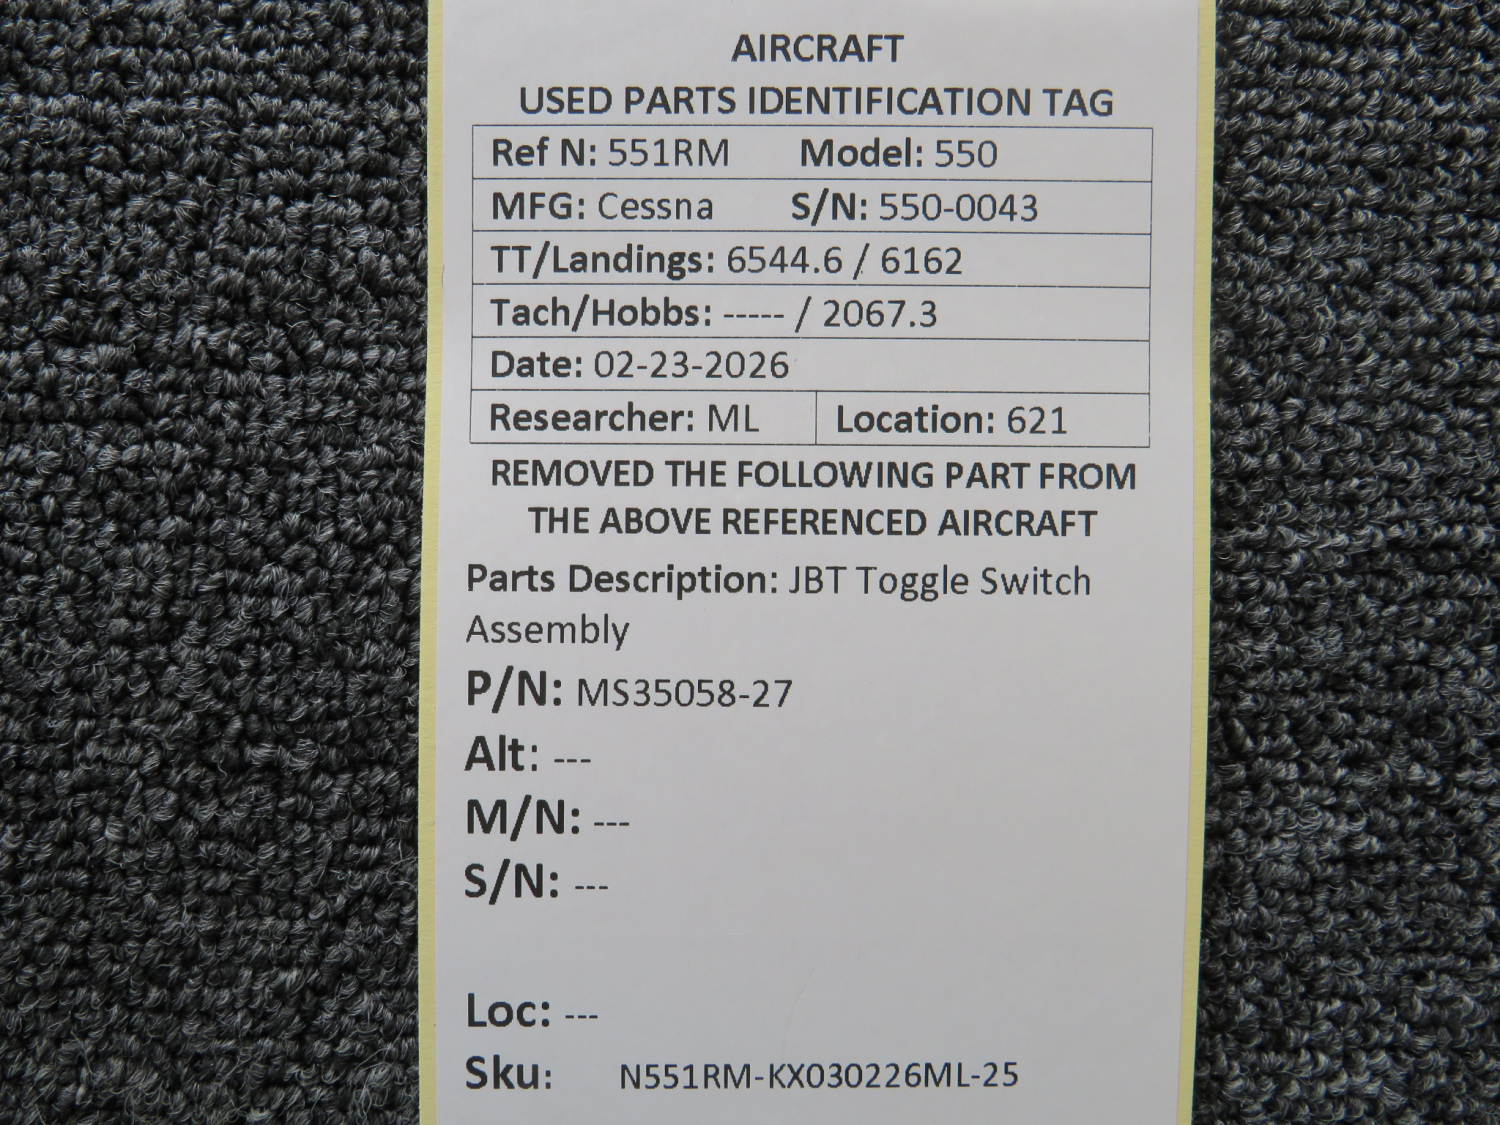 AIRCRAFT
USED PARTS IDENTIFICATION TAG
Ref N: 551RM Model: 550
MFG: Cessna S/N: 550-0043
TT/Landings: 6544.6 / 6162
Tach/Hobbs: ----- / 2067.3
Date: 02-23-2026
Researcher: ML Location: 621
REMOVED THE FOLLOWING PART FROM
THE ABOVE REFERENCED AIRCRAFT
Parts Description: JBT Toggle Switch
Assembly
P/N: MS35058-27
Alt: ---
M/N: ---
S/N: ---
Loc: ---
Sku: N551RM-KX030226ML-25